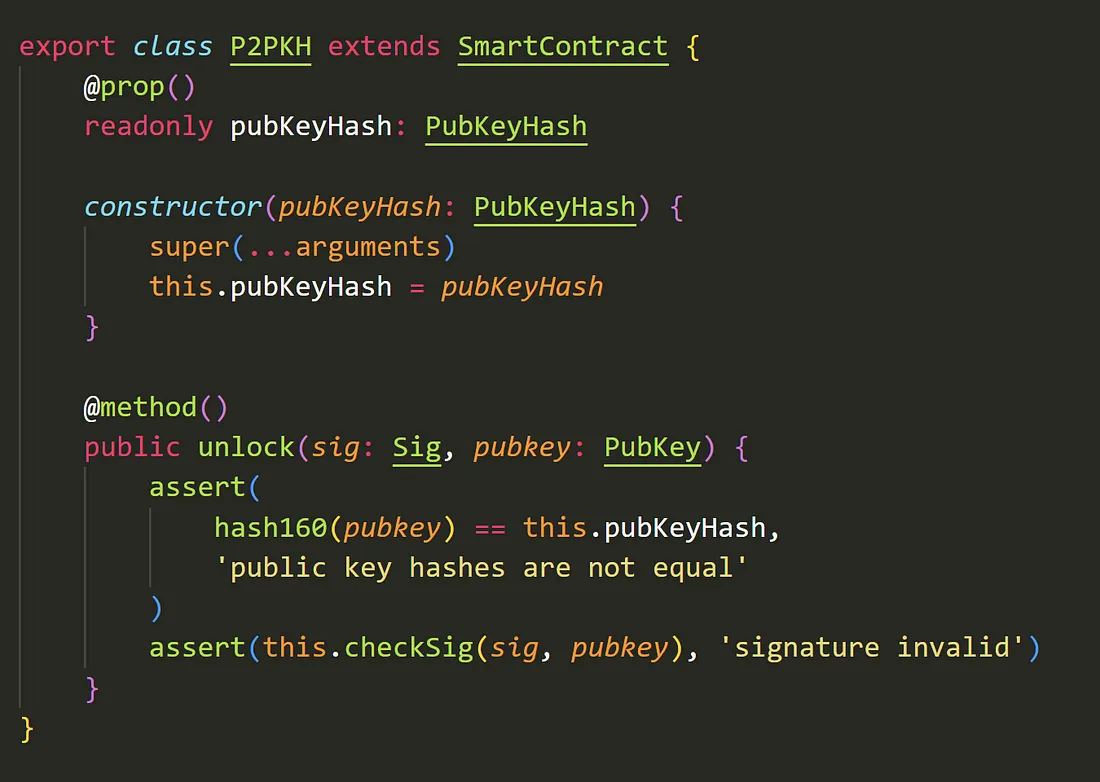 export class P2PKH extends SmartContract {
    @prop()
    readonly pubKeyHash: PubKeyHash

    constructor(pubKeyHash: PubKeyHash) {
        super(...arguments)
        this.pubKeyHash = pubKeyHash
    }

    @method()
    public unlock(sig: Sig, pubkey: PubKey) {
        assert(
            hash160(pubkey) == this.pubKeyHash,
            'public key hashes are not equal'
        )
        assert(this.checkSig(sig, pubkey), 'signature invalid')
    }
}